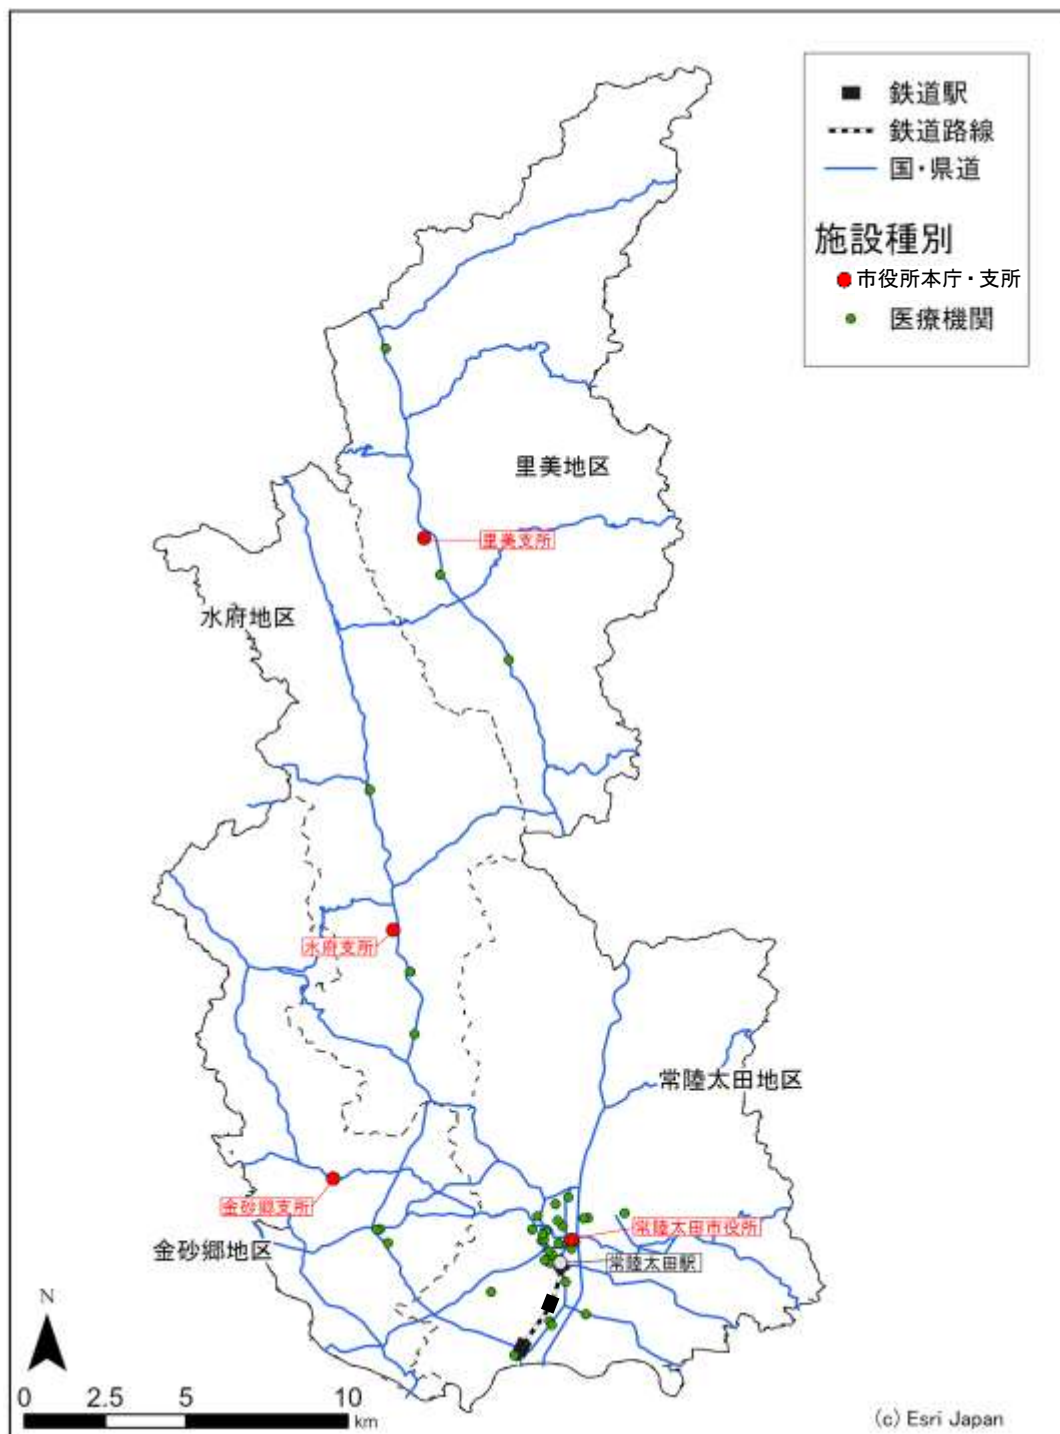 鉄道駅
鉄道路線
国・県道
施設種別
市役所本庁・支所
医療機関
里美地区
里美支所
水府地区
水府支所
常陸太田地区
金砂郷支所
常陸太田市役所
金砂郷地区
常陸太田駅
N
0 2.5 5 10
km
(c) Esri Japan